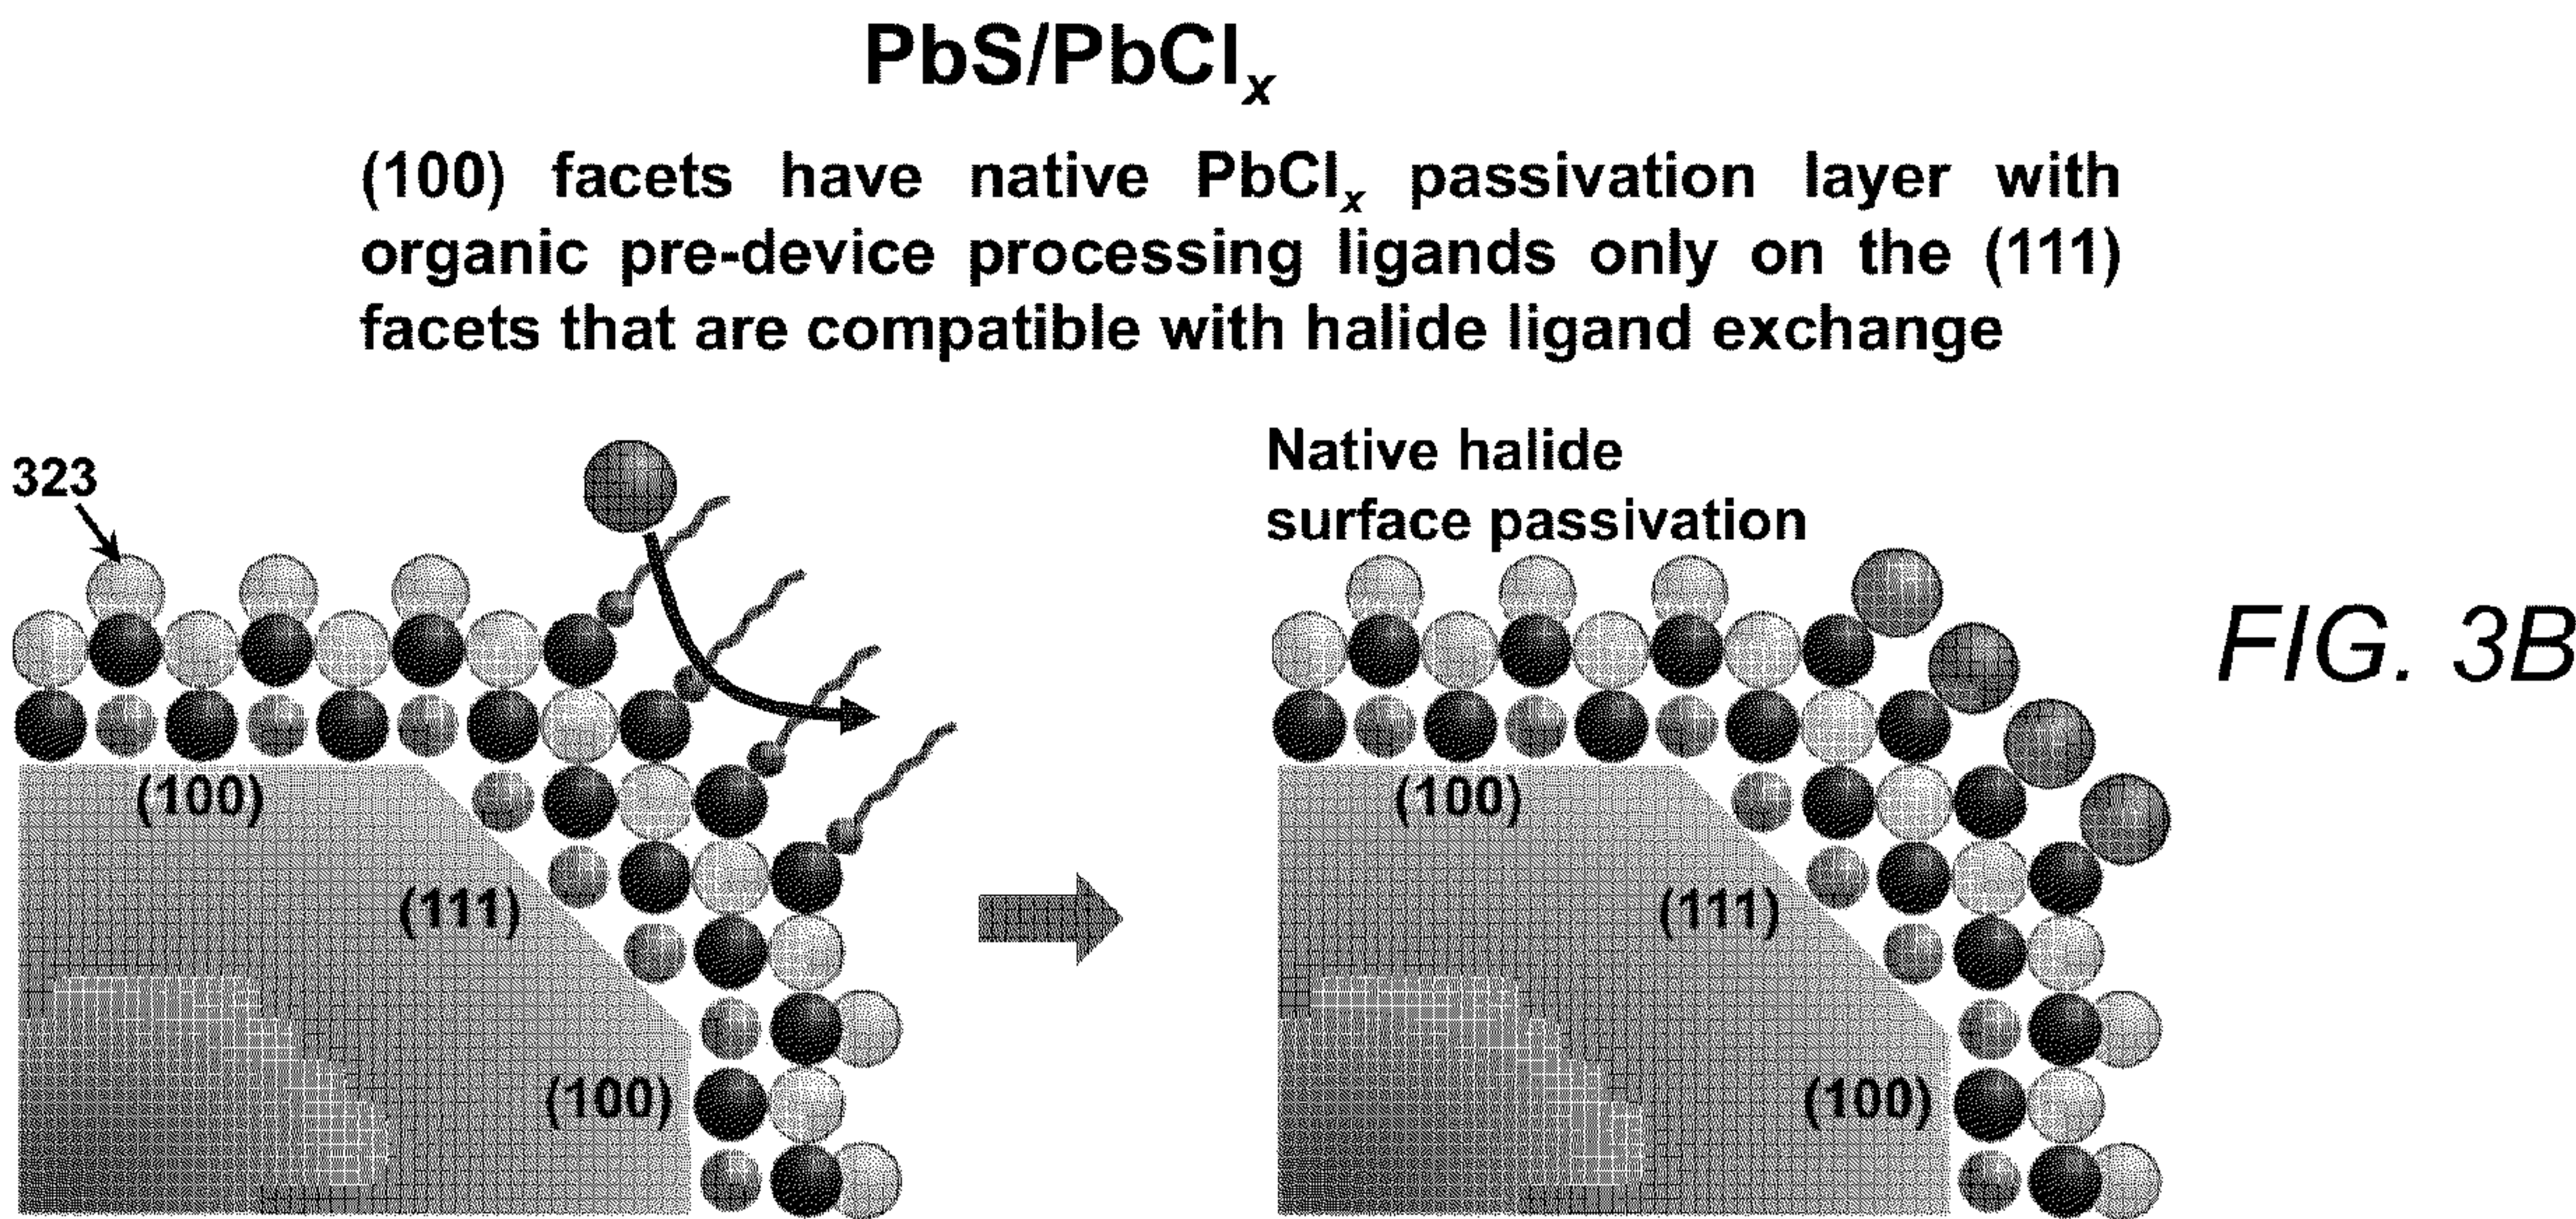 PbS/PbClx
(100) facets have native PbClx passivation layer with
organic pre-device processing ligands only on the (111)
facets that are compatible with halide ligand exchange
323
Native halide
surface passivation
FIG. 3B
(100)
(111)
(100)
(100)
(111)
(100)